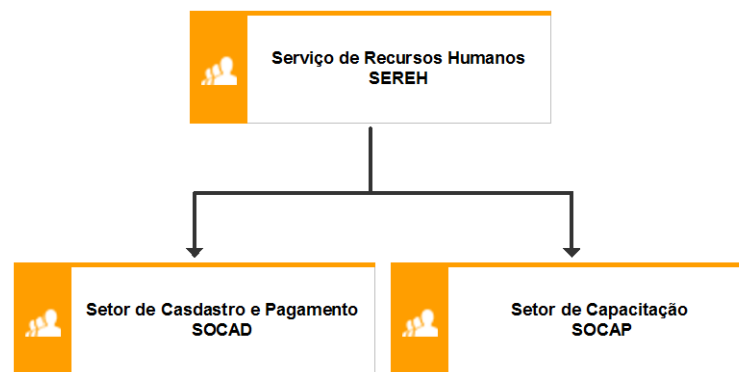 Serviço de Recursos Humanos
SEREH
Setor de Casdastro e Pagamento
SOCAD
Setor de Capacitação
SOCAP